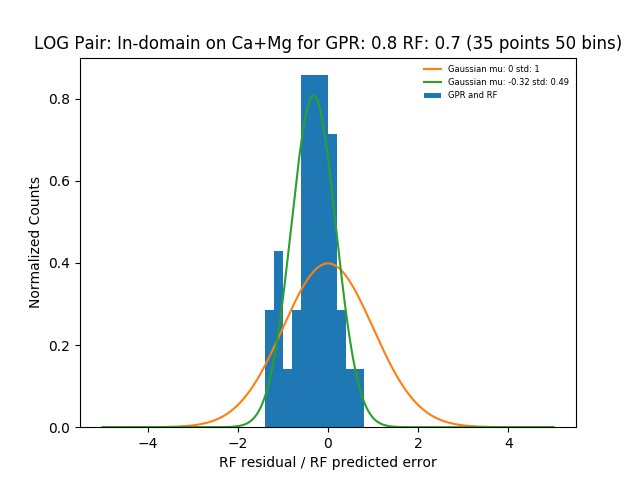 LOG Pair: In-domain on Ca+Mg for GPR: 0.8 RF: 0.7 (35 points 50 bins)
Gaussian mu: 0 std: 1
Gaussian mu: -0.32 std: 0.49
GPR and RF
Normalized Counts
0.8
0.6
0.4
0.2
0.0
−4
−2
0
2
4
RF residual / RF predicted error